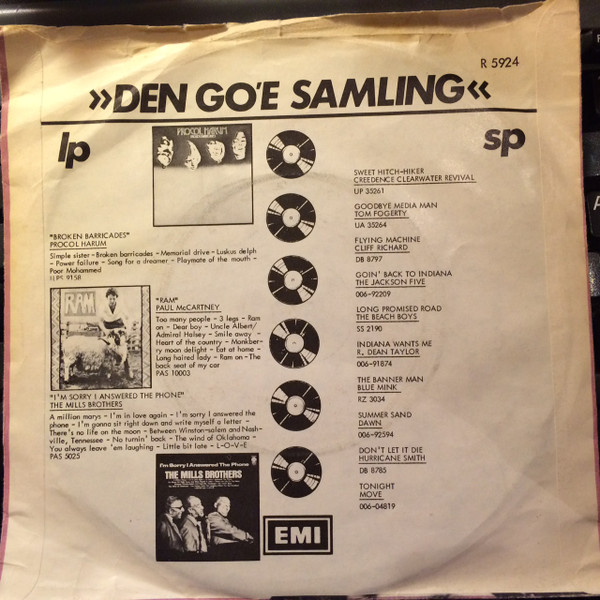 R 5924
»DEN GO'E SAMLING«
lp
sp
PROCOL HARUM
"BROKEN BARRICADES"
PROCOL HARUM
Simple sister - Broken barricades - Memorial drive - Luskus delph
- Power failure - Song for a dreamer - Playmate of the mouth -
Poor Mohammed
ILPS 9158
RAM
"RAM"
PAUL McCARTNEY
Too many people - 3 legs - Ram
on - Dear boy - Uncle Albert/
Admiral Halsey - Smile away -
Heart of the country - Monkber-
ry moon delight - Eat at home -
Long haired lady - Ram on - The
back seat of my car
PAS 10003
"I'M SORRY I ANSWERED THE PHONE"
THE MILLS BROTHERS
A million marys - I'm in love again - I'm sorry I answered the
phone - I'm gonna sit right down and write myself a letter -
There's no life on the moon - Between Winston-salem and Nash-
ville, Tennessee - No turnin' back - The wind of Oklahoma -
You always leave 'em laughing - Little bit late - L-O-V-E
PAS 5025
I'm Sorry I Answered The Phone
THE MILLS BROTHERS
SWEET HITCH-HIKER
CREEDENCE CLEARWATER REVIVAL
UP 35261
GOODBYE MEDIA MAN
TOM FOGERTY
UA 35264
FLYING MACHINE
CLIFF RICHARD
DB 8797
GOIN' BACK TO INDIANA
THE JACKSON FIVE
006-92209
LONG PROMISED ROAD
THE BEACH BOYS
SS 2190
INDIANA WANTS ME
R. DEAN TAYLOR
006-91874
THE BANNER MAN
BLUE MINK
RZ 3034
SUMMER SAND
DAWN
006-92594
DON'T LET IT DIE
HURRICANE SMITH
DB 8785
TONIGHT
MOVE
006-04819
EMI